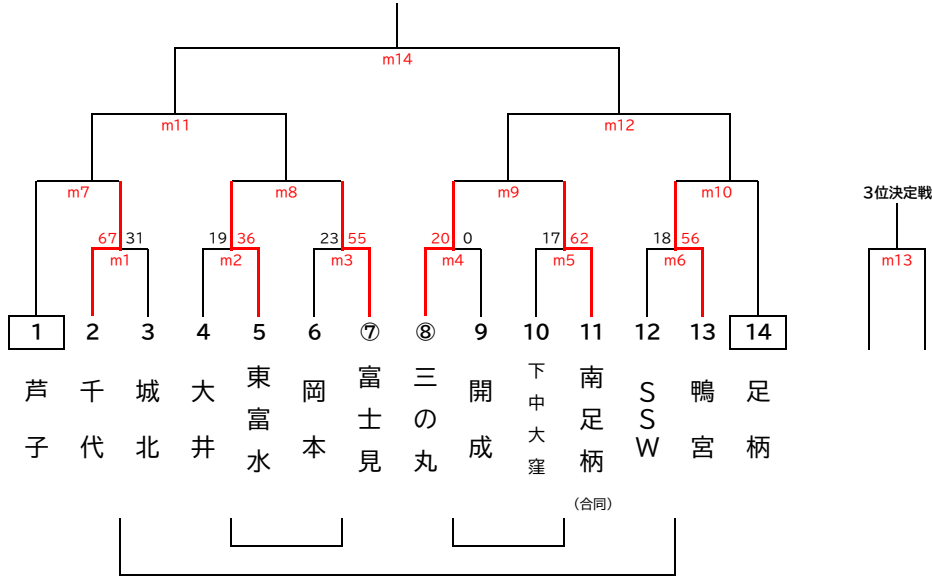 m14
m11
m12
m7
m8
m9
m10
3位決定戦
67 31
19 36
23 55
20 0
17 62
18 56
m1
m2
m3
m4
m5
m6
m13
1
2
3
4
5
6
⑦
⑧
9
10
11
12
13
14
芦子
千代
城北
大井
東富水
岡本
富士見
三の丸
開成
下中大窪
南足柄
(合同)
SSW
鴨宮
足柄